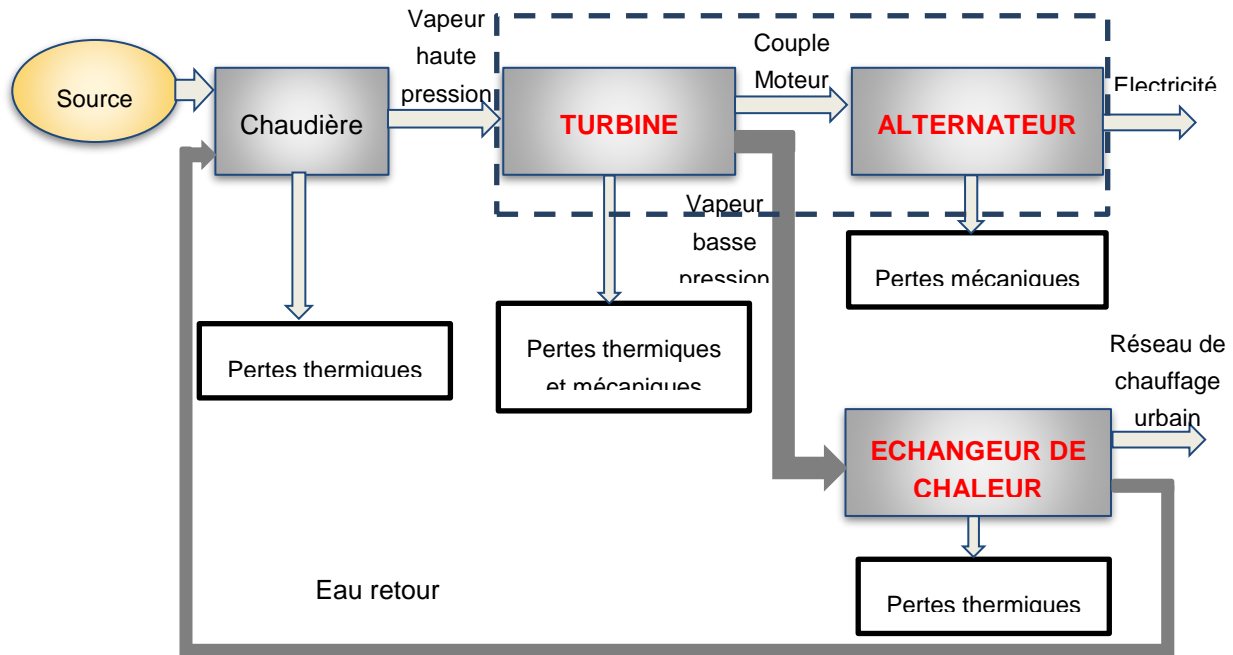 Vapeur
haute
pression
Couple
Moteur
Source
Chaudière
TURBINE
ALTERNATEUR
Electricité
Vapeur
basse
pression
Pertes thermiques
Pertes thermiques
et mécaniques
Pertes mécaniques
Réseau de
chauffage
urbain
ECHANGEUR DE
CHALEUR
Eau retour
Pertes thermiques